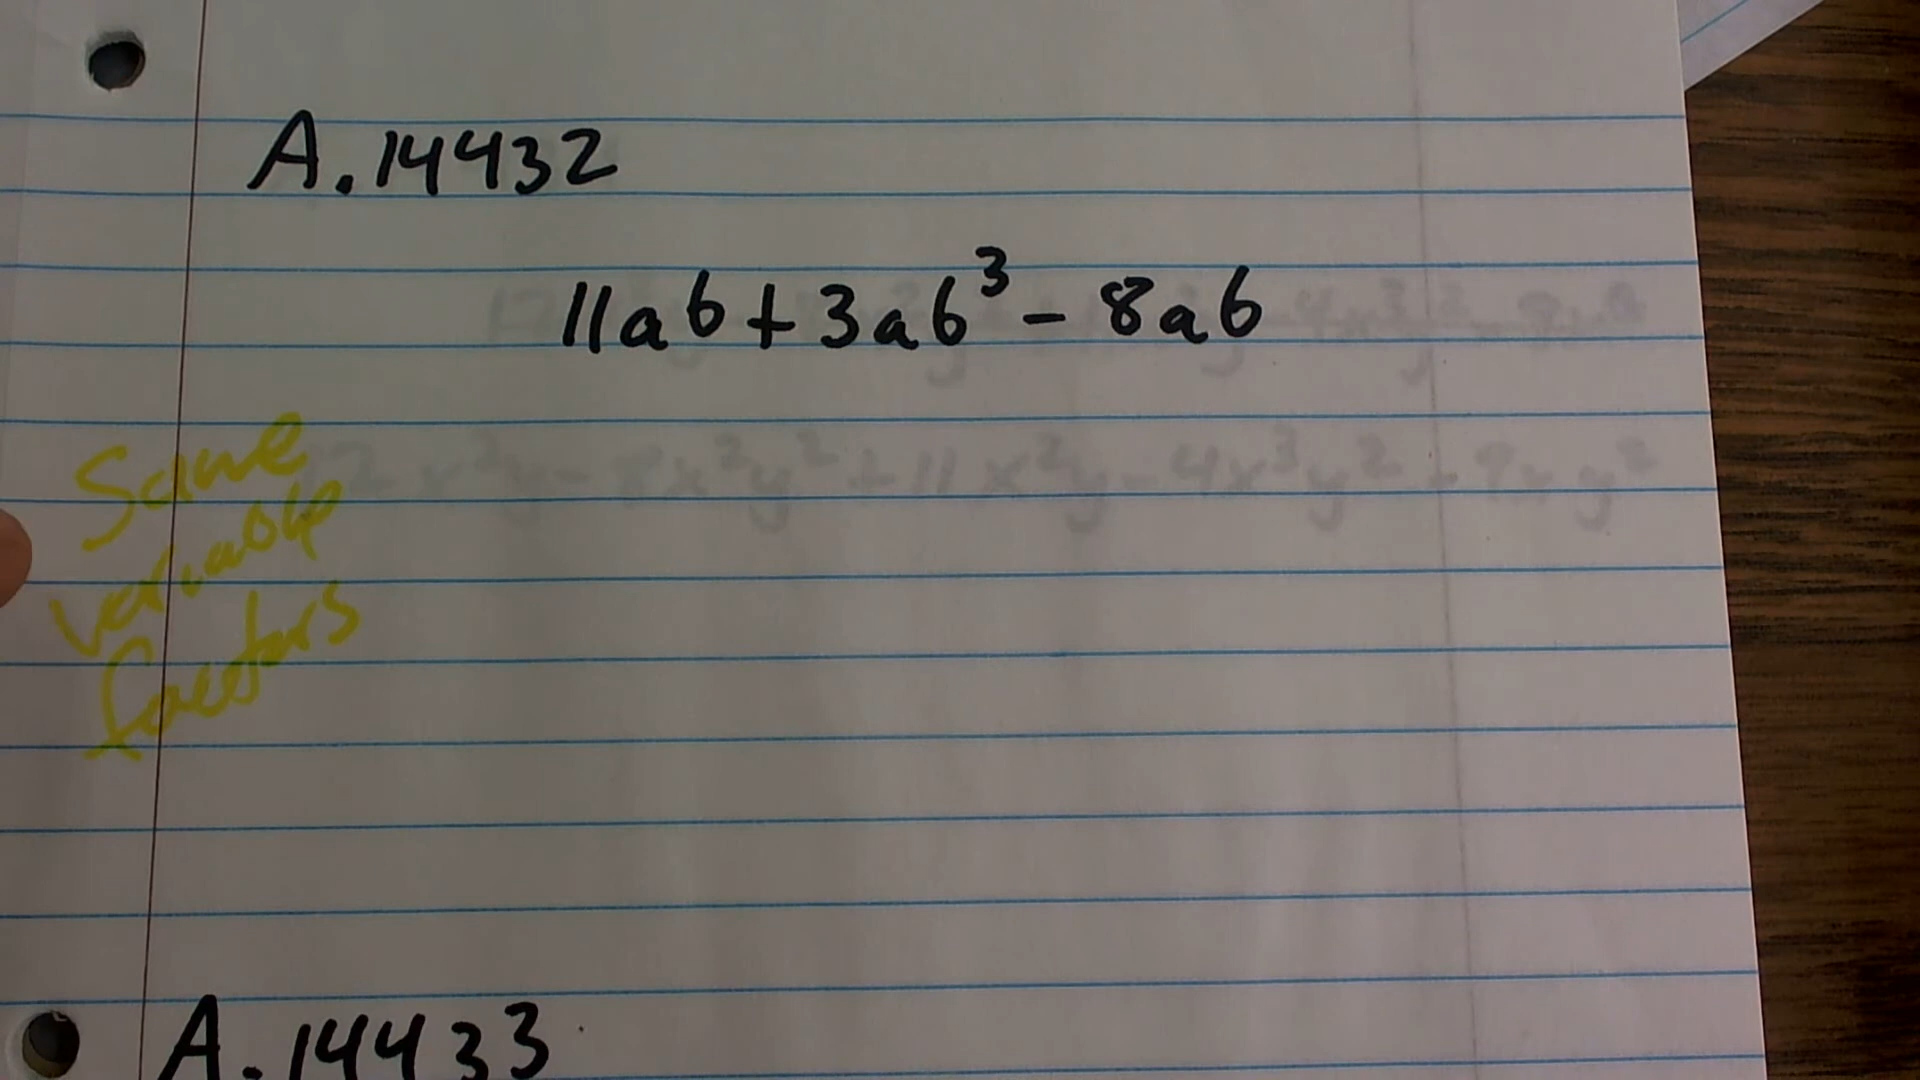 A. 14432
11ab + 3ab³ - 8ab
Same
variable
factors
A. 14433